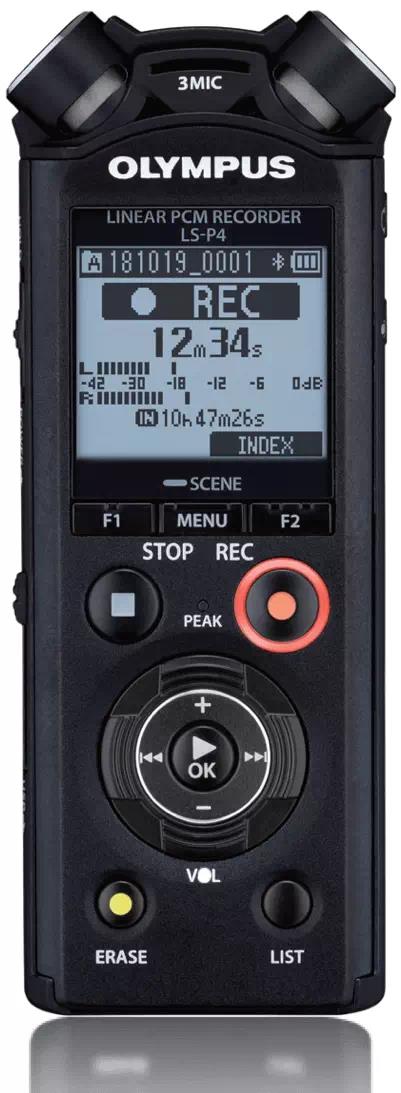 3MIC
OLYMPUS
LINEAR PCM RECORDER
LS-P4
A 181019_0001
REC
12m34s
L
-42 -30 -18 -12 -6 0dB
R
IN 10h47m26s
INDEX
SCENE
F1 MENU F2
STOP REC
PEAK
+
OK
−
VOL
ERASE LIST